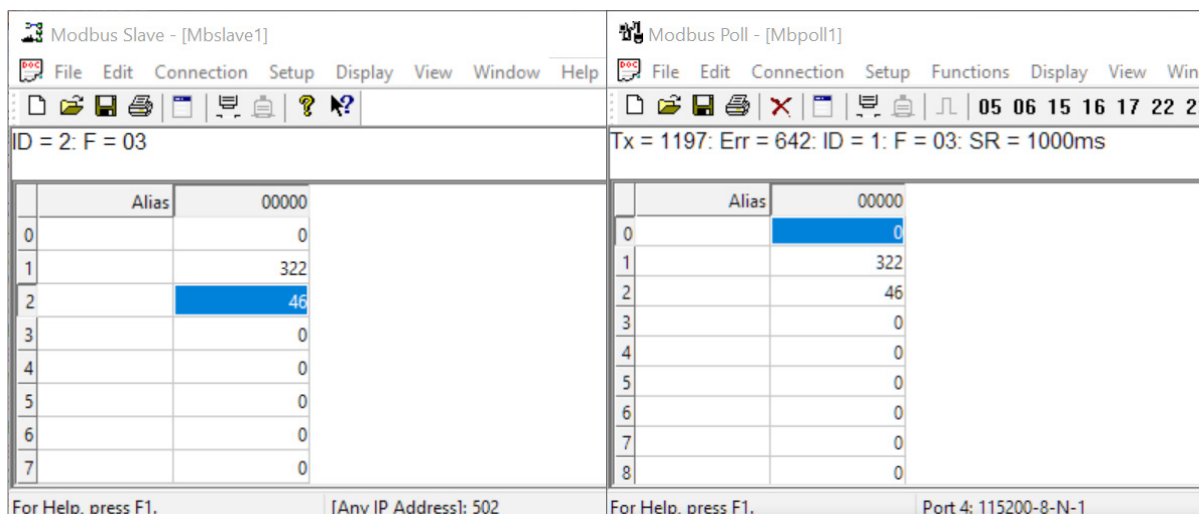 Modbus Slave - [Mbslave1]
File Edit Connection Setup Display View Window Help
ID = 2: F = 03
Alias 00000
0 0
1 322
2 46
3 0
4 0
5 0
6 0
7 0
For Help, press F1. [Any IP Address]: 502
Modbus Poll - [Mbpoll1]
File Edit Connection Setup Functions Display View Win
05 06 15 16 17 22 2
Tx = 1197: Err = 642: ID = 1: F = 03: SR = 1000ms
Alias 00000
0 0
1 322
2 46
3 0
4 0
5 0
6 0
7 0
8 0
For Help, press F1. Port 4: 115200-8-N-1